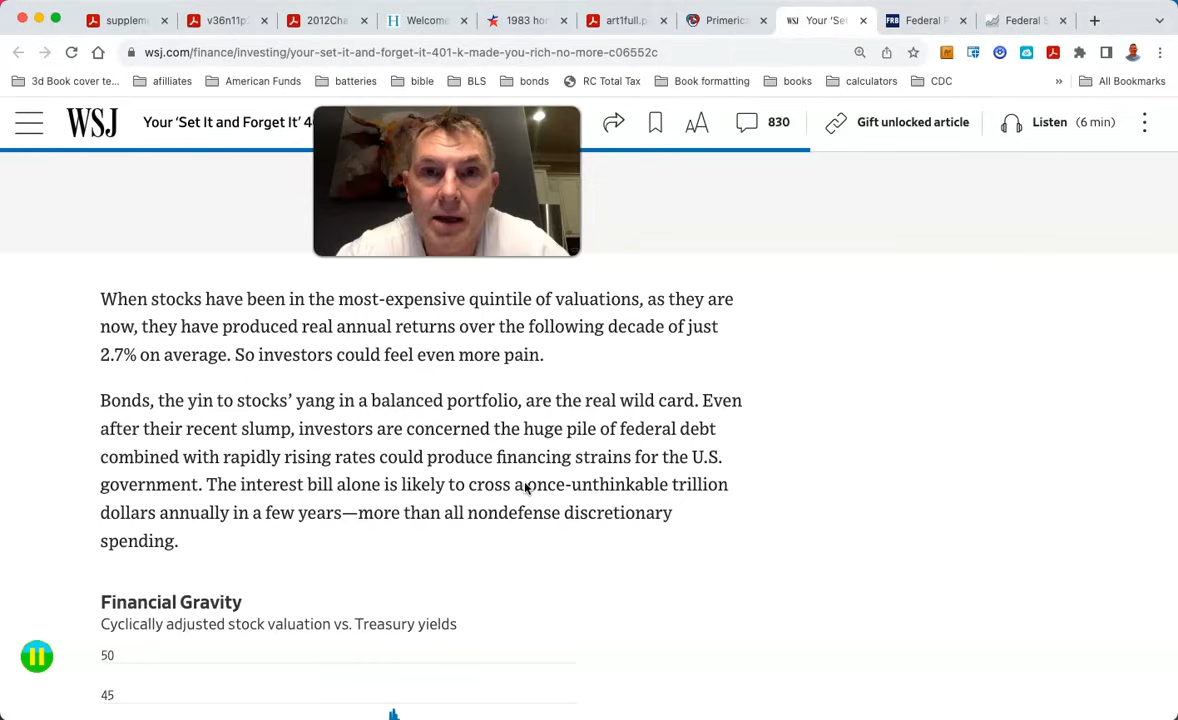 suppleme
v36n11p
2012Cha
Welcome
1983 ho
art1full.p
Primerica
Your 'Set
Federal
Federal S
wsj.com/finance/investing/your-set-it-and-forget-it-401-k-made-you-rich-no-more-c06552c
3d Book cover te...
afiilliates
American Funds
batteries
bible
BLS
bonds
RC Total Tax
Book formatting
books
calculators
CDC
»
All Bookmarks
WSJ
Your 'Set It and Forget It' 4
830
Gift unlocked article
Listen (6 min)
When stocks have been in the most-expensive quintile of valuations, as they are
now, they have produced real annual returns over the following decade of just
2.7% on average. So investors could feel even more pain.
Bonds, the yin to stocks' yang in a balanced portfolio, are the real wild card. Even
after their recent slump, investors are concerned the huge pile of federal debt
combined with rapidly rising rates could produce financing strains for the U.S.
government. The interest bill alone is likely to cross a once-unthinkable trillion
dollars annually in a few years—more than all nondefense discretionary
spending.
Financial Gravity
Cyclically adjusted stock valuation vs. Treasury yields
50
45